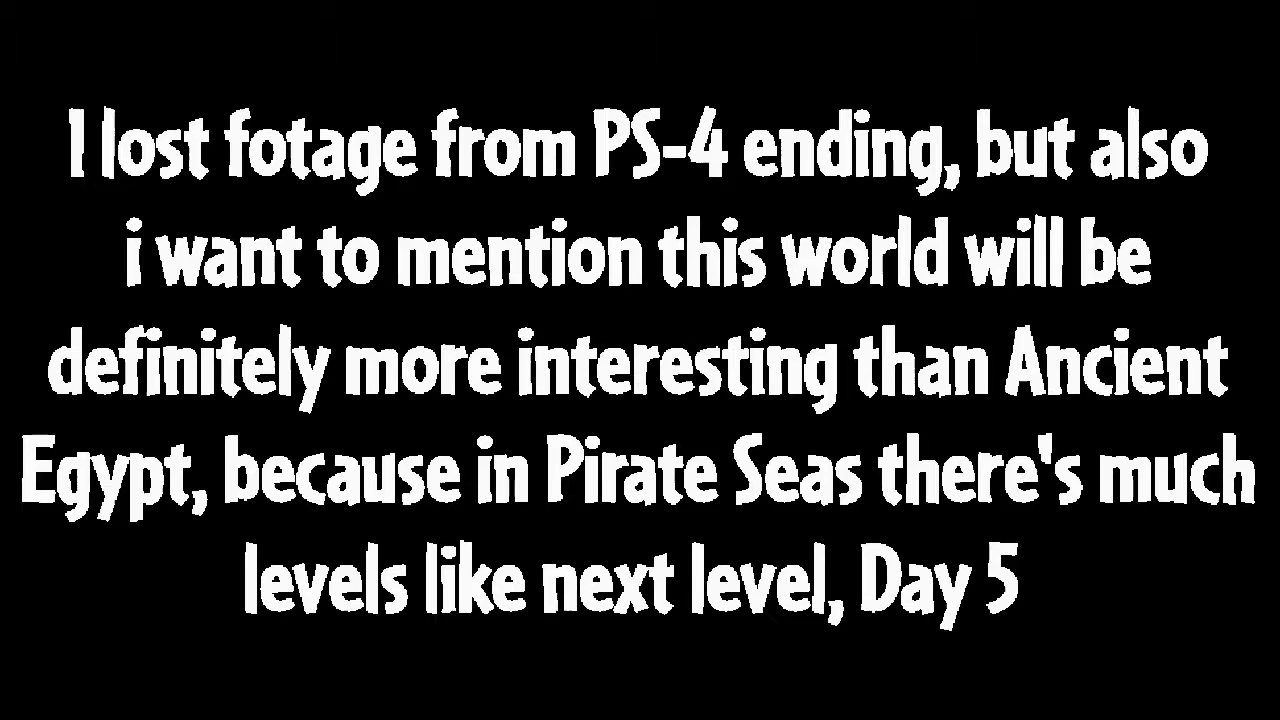 I lost fotage from PS-4 ending, but also
i want to mention this world will be
definitely more interesting than Ancient
Egypt, because in Pirate Seas there's much
levels like next level, Day 5